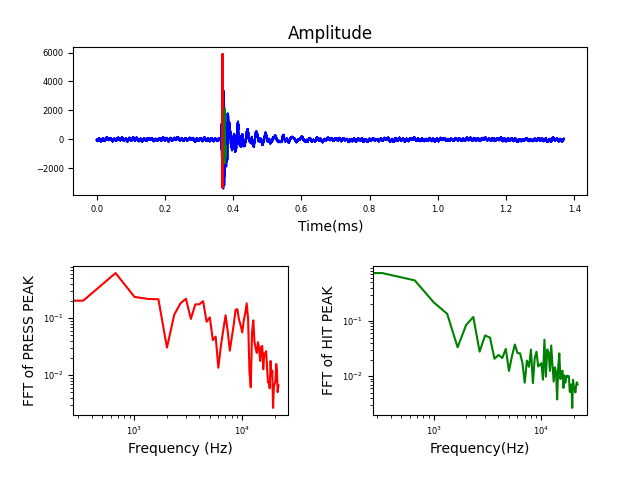 Amplitude
6000
4000
2000
0
−2000
0.0 0.2 0.4 0.6 0.8 1.0 1.2 1.4
Time(ms)
FFT of PRESS PEAK
10⁻¹
10⁻²
10³ 10⁴
Frequency (Hz)
FFT of HIT PEAK
10⁻¹
10⁻²
10³ 10⁴
Frequency(Hz)